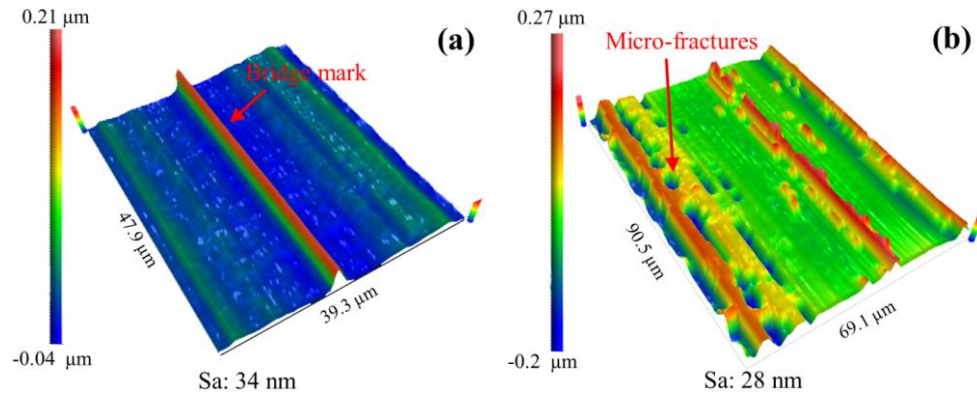 0.21 μm
(a)
Bridge mark
47.9 μm
39.3 μm
-0.04 μm
Sa: 34 nm
0.27 μm
(b)
Micro-fractures
90.5 μm
69.1 μm
-0.2 μm
Sa: 28 nm